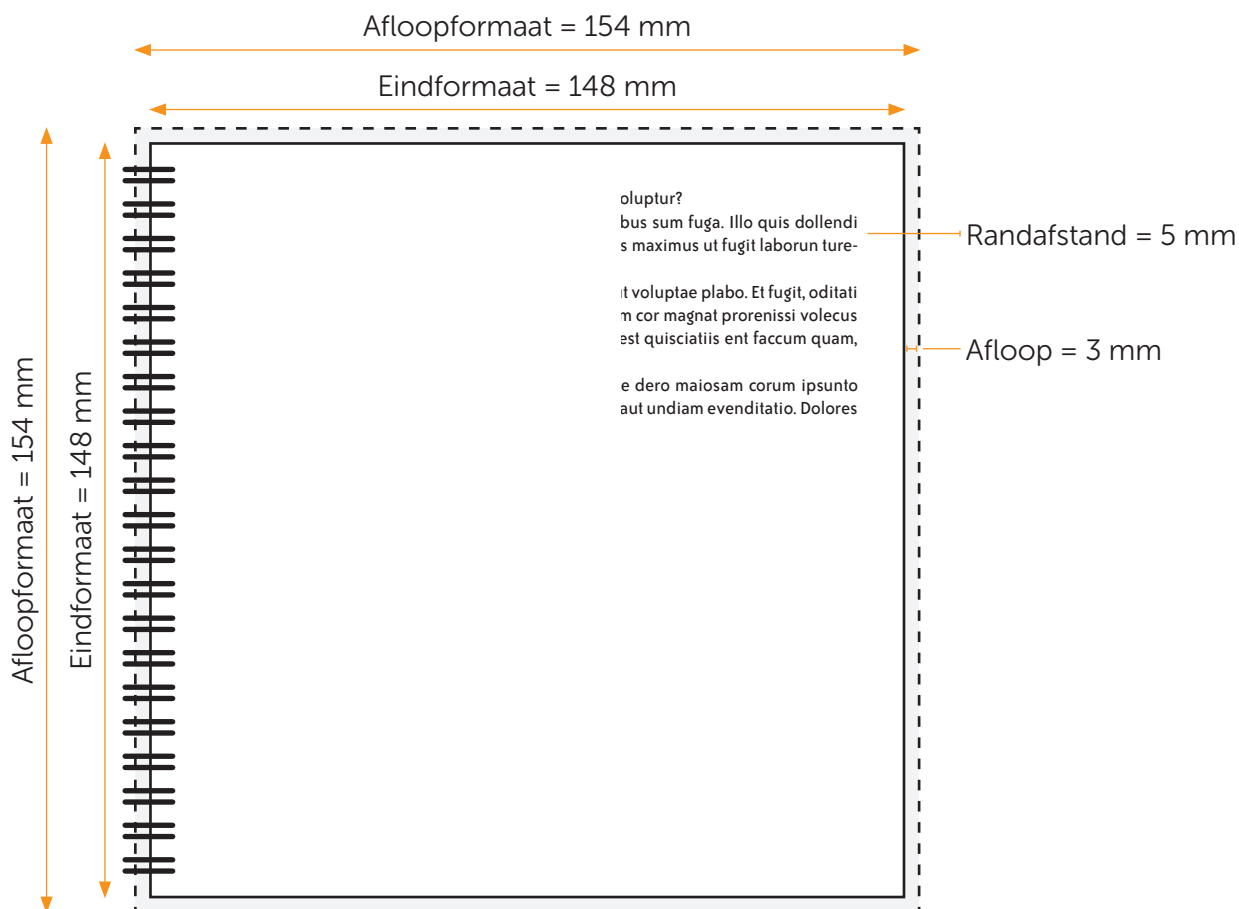 Afloopformaat = 154 mm
Eindformaat = 148 mm
Afloopformaat = 154 mm
Eindformaat = 148 mm
oluptur?
bus sum fuga. Illo quis dollendi
s maximus ut fugit laborun ture-
Randafstand = 5 mm
t voluptae plabo. Et fugit, oditati
m cor magnat prorenissi volecus
est quisciatiis ent faccum quam,
Afloop = 3 mm
e dero maiosam corum ipsunto
aut undiam evenditatio. Dolores